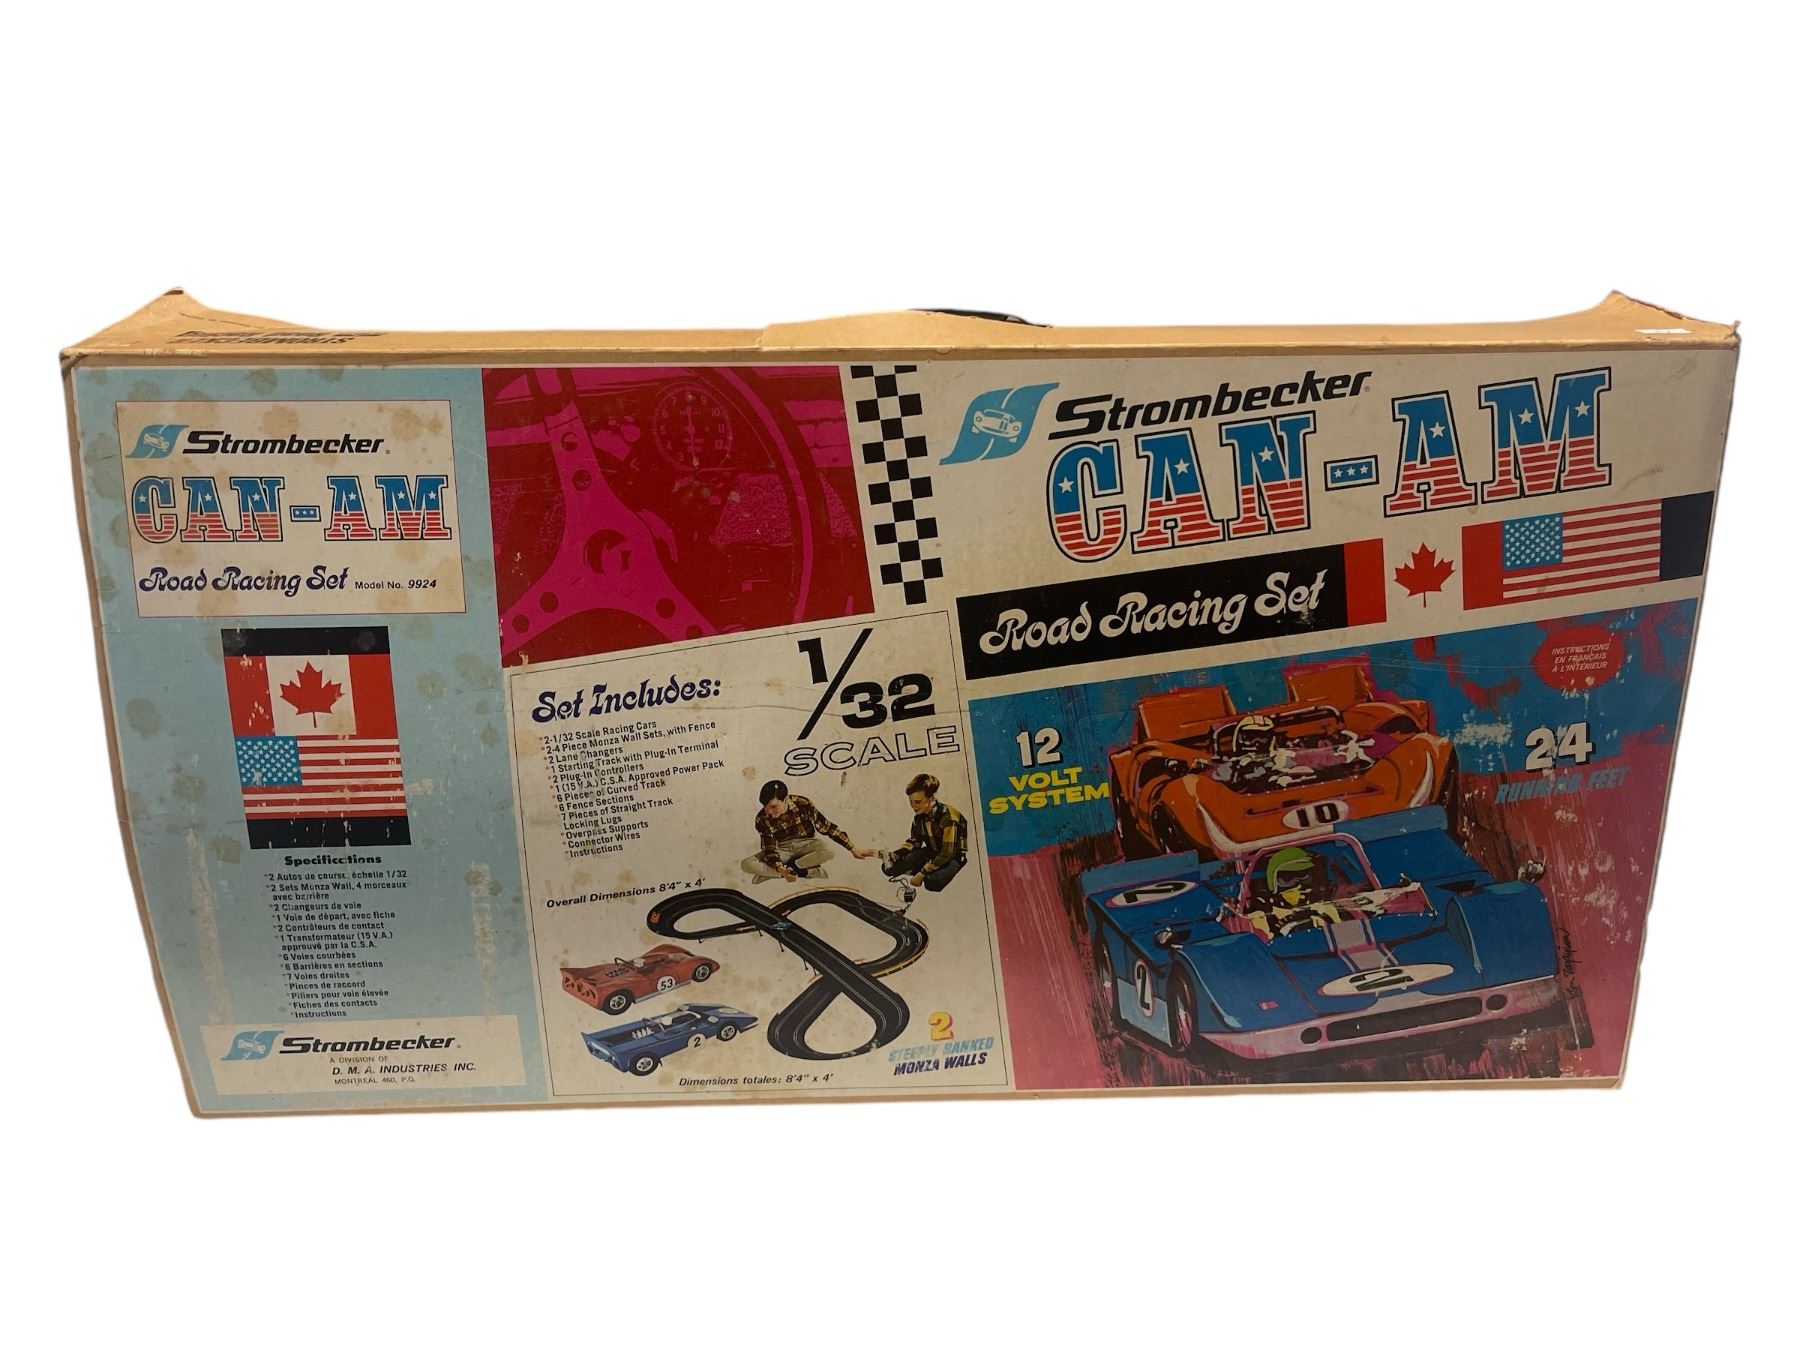 Strombecker
CAN-AM
Road Racing Set Model No. 9924
Specifications
*2 Autos de course, échelle 1/32
*2 Sets Monza Wall, 4 morceaux
avec barrière
*2 Changeurs de voie
*1 Voie de départ, avec fiche
*2 Contrôleurs de contact
*1 Transformateur (15 V.A.)
approuvé par la C.S.A.
*6 Voies courbées
*6 Barrières en sections
*7 Voies droites
*Pinces de raccord
*Piliers pour voie élevée
*Fiches des contacts
*Instructions
Strombecker.
A DIVISION OF
D. M. A. INDUSTRIES INC.
MONTREAL 460, P.Q.
Set Includes:
*2-1/32 Scale Racing Cars
*2-4 Piece Monza Wall Sets, with Fence
*2 Lane Changers
*1 Starting Track with Plug-In Terminal
*2 Plug-In Controllers
*1 (15 V.A.) C.S.A. Approved Power Pack
*6 Pieces of Curved Track
*6 Fence Sections
*7 Pieces of Straight Track
Locking Lugs
*Overpass Supports
*Connector Wires
*Instructions
1/32
SCALE
Overall Dimensions 8'4" x 4'
53
2
2
STEEPLY BANKED
MONZA WALLS
Dimensions totales: 8'4" x 4'
Strombecker
CAN-AM
Road Racing Set
INSTRUCTIONS
EN FRANÇAIS
À L'INTÉRIEUR
12
VOLT
SYSTEM
24
RUNNING FEET
10
2
2
2